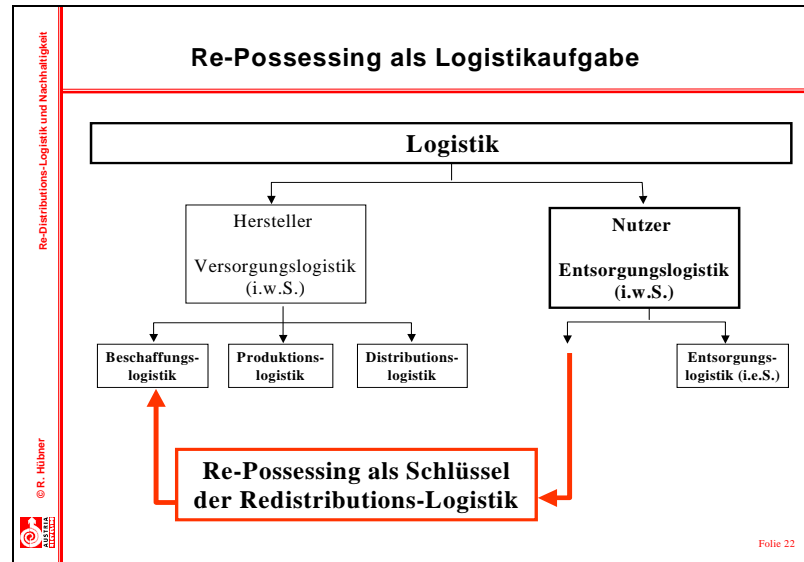 Re-Possessing als Logistikaufgabe
Re-Distributions-Logistik und Nachhaltigkeit
Logistik
Hersteller
Versorgungslogistik
(i.w.S.)
Nutzer
Entsorgungslogistik
(i.w.S.)
Beschaffungs-
logistik
Produktions-
logistik
Distributions-
logistik
Entsorgungs-
logistik (i.e.S.)
Re-Possessing als Schlüssel
der Redistributions-Logistik
© R. Hübner
AUSTRIA
Folie 22